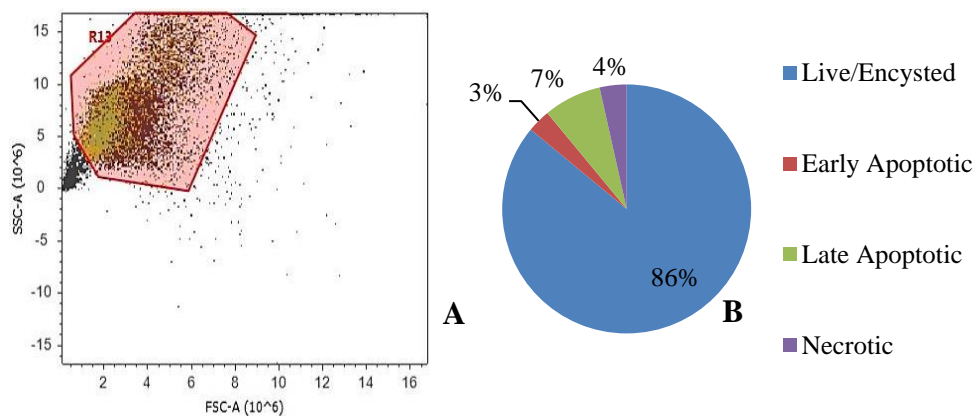 R13
15
10
5
0
-5
-10
-15
SSC-A (10^6)
2 4 6 8 10 12 14 16
FSC-A (10^6)
A
3%
7%
4%
86%
B
Live/Encysted
Early Apoptotic
Late Apoptotic
Necrotic